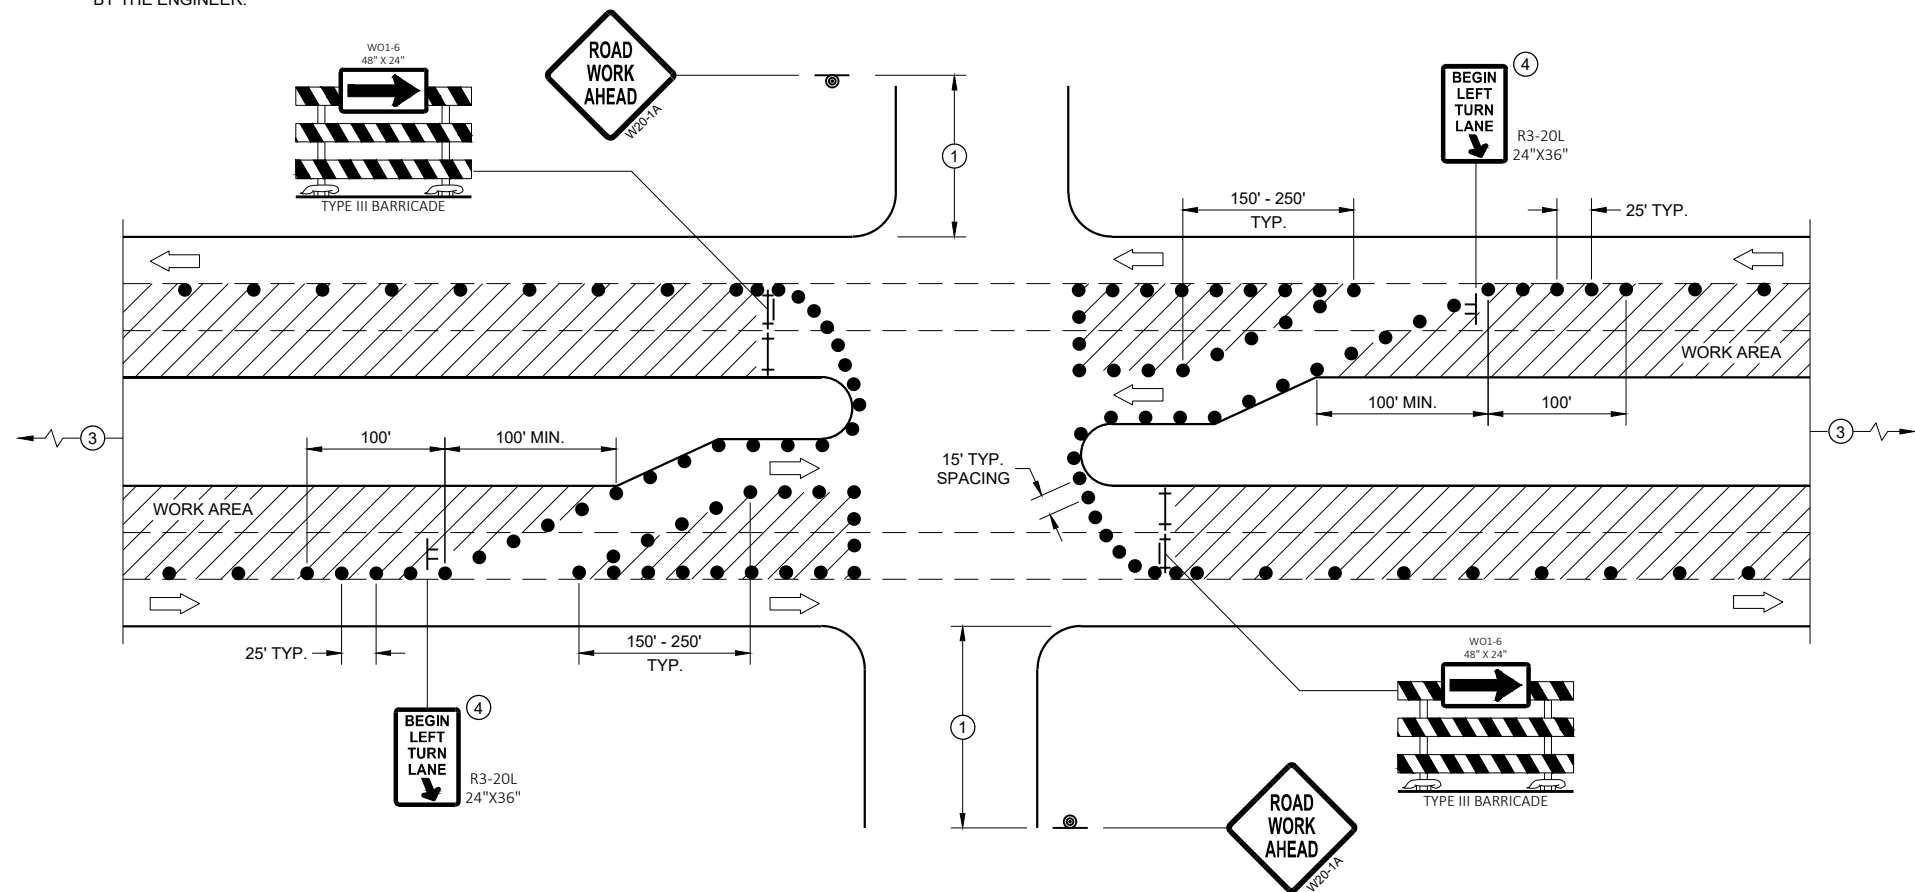 BY THE ENGINEER.
WO1-6
48" X 24"
TYPE III BARRICADE
ROAD
WORK
AHEAD
W20-1A
1
BEGIN
LEFT
TURN
LANE
4
R3-20L
24"X36"
150' - 250'
TYP.
25' TYP.
WORK AREA
100' MIN.
100'
3
3
100'
100' MIN.
15' TYP.
SPACING
WORK AREA
25' TYP.
150' - 250'
TYP.
BEGIN
LEFT
TURN
LANE
4
R3-20L
24"X36"
1
WO1-6
48" X 24"
TYPE III BARRICADE
ROAD
WORK
AHEAD
W20-1A